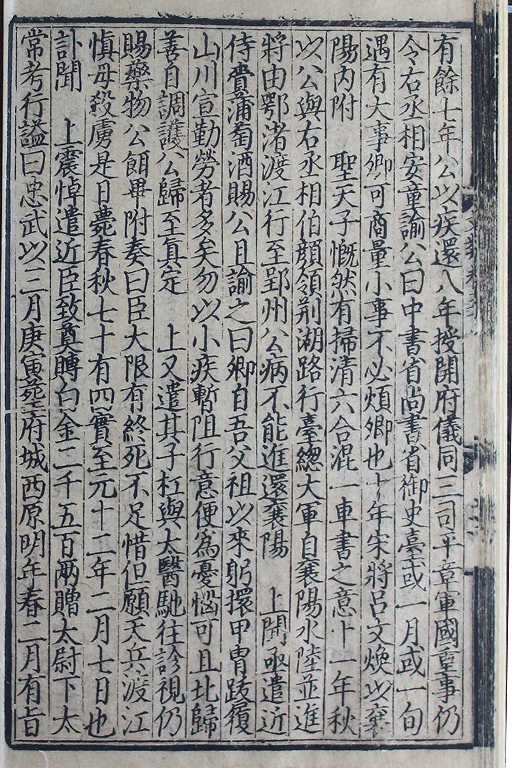 有餘七年公以疾還八年授開府儀同三司平章軍國重事仍
令右丞相安童諭公曰中書省尚書省御史臺或一月或一旬
遇有大事卿可商量小事不必煩卿也十年宋將呂文煥以襄
陽內附　聖天子慨然有掃清六合混一車書之意十一年秋
以公與右丞相伯顏領荆湖路行臺總大軍自襄陽水陸並進
將由鄂渚渡江行至郢州公病不能進還襄陽　上聞亟遣近
侍賫蒲萄酒賜公且諭之曰卿自吾父祖以來躬擐甲冑跋履
山川宣勤勞者多矣勿以小疾暫阻行意便爲憂惱可且北歸
善自調護公歸至真定　上又遣其子杠與太醫馳往診視仍
賜藥物公餌畢附奏曰臣大限有終死不足惜但願天兵渡江
慎毋殺虜是日薨春秋七十有四實至元十二年二月七日也
訃聞　上震悼遣近臣致奠賻白金二千五百兩贈太尉下太
常考行謚曰忠武以三月庚寅葬府城西原明年春二月有旨